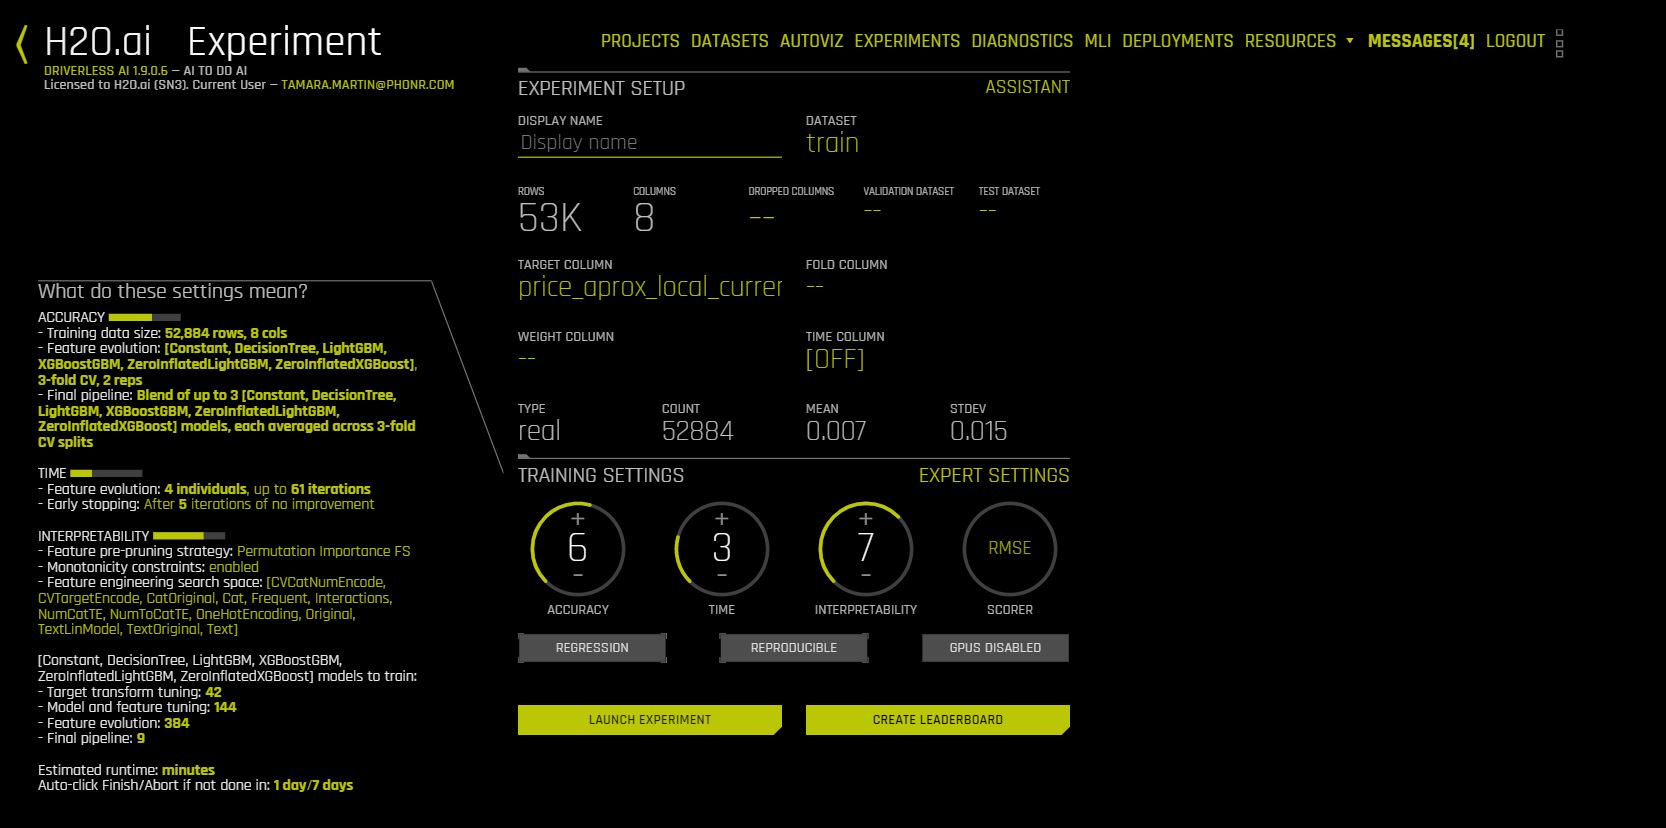 H2O.ai Experiment
DRIVERLESS AI 1.9.0.6 – AI TO DO AI
Licensed to H2O.ai (SN3). Current User – TAMARA.MARTIN@PHONR.COM
PROJECTS DATASETS AUTOVIZ EXPERIMENTS DIAGNOSTICS MLI DEPLOYMENTS RESOURCES MESSAGES[4] LOGOUT
EXPERIMENT SETUP ASSISTANT
DISPLAY NAME DATASET
Display name train
ROWS COLUMNS DROPPED COLUMNS VALIDATION DATASET TEST DATASET
53K 8 -- -- --
TARGET COLUMN FOLD COLUMN
price_aprox_local_currer --
WEIGHT COLUMN TIME COLUMN
-- [OFF]
TYPE COUNT MEAN STDEV
real 52884 0.007 0.015
TRAINING SETTINGS EXPERT SETTINGS
+ + +
6 3 7 RMSE
– – –
ACCURACY TIME INTERPRETABILITY SCORER
REGRESSION REPRODUCIBLE GPUS DISABLED
LAUNCH EXPERIMENT CREATE LEADERBOARD
What do these settings mean?
ACCURACY
- Training data size: 52,884 rows, 8 cols
- Feature evolution: [Constant, DecisionTree, LightGBM,
XGBoostGBM, ZeroInflatedLightGBM, ZeroInflatedXGBoost],
3-fold CV, 2 reps
- Final pipeline: Blend of up to 3 [Constant, DecisionTree,
LightGBM, XGBoostGBM, ZeroInflatedLightGBM,
ZeroInflatedXGBoost] models, each averaged across 3-fold
CV splits
TIME
- Feature evolution: 4 individuals, up to 61 iterations
- Early stopping: After 5 iterations of no improvement
INTERPRETABILITY
- Feature pre-pruning strategy: Permutation Importance FS
- Monotonicity constraints: enabled
- Feature engineering search space: [CVCatNumEncode,
CVTargetEncode, CatOriginal, Cat, Frequent, Interactions,
NumCatTE, NumToCatTE, OneHotEncoding, Original,
TextLinModel, TextOriginal, Text]
[Constant, DecisionTree, LightGBM, XGBoostGBM,
ZeroInflatedLightGBM, ZeroInflatedXGBoost] models to train:
- Target transform tuning: 42
- Model and feature tuning: 144
- Feature evolution: 384
- Final pipeline: 9
Estimated runtime: minutes
Auto-click Finish/Abort if not done in: 1 day/7 days